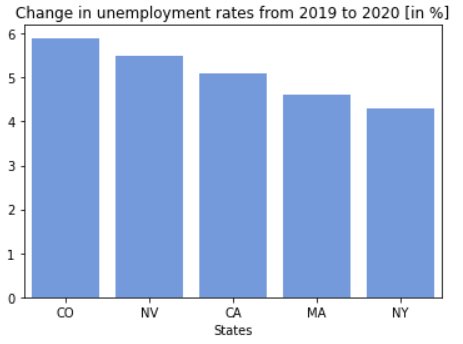 Change in unemployment rates from 2019 to 2020 [in %]
6
5
4
3
2
1
0
CO NV CA MA NY
States